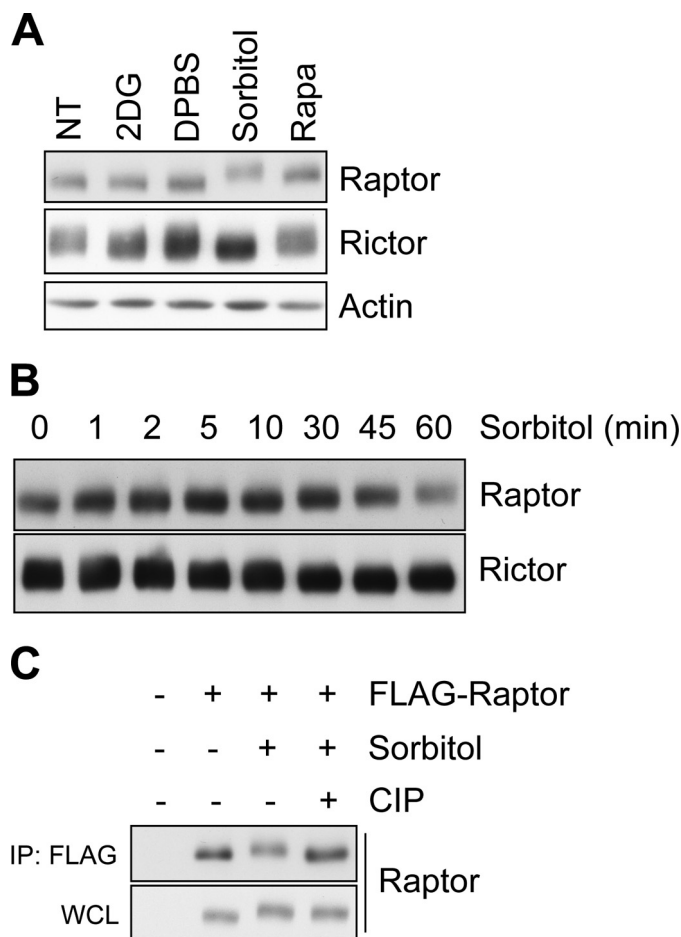 A
NT 2DG DPBS Sorbitol Rapa
Raptor
Rictor
Actin
B
0 1 2 5 10 30 45 60 Sorbitol (min)
Raptor
Rictor
C
- + + + FLAG-Raptor
- - + + Sorbitol
- - - + CIP
IP: FLAG
Raptor
WCL